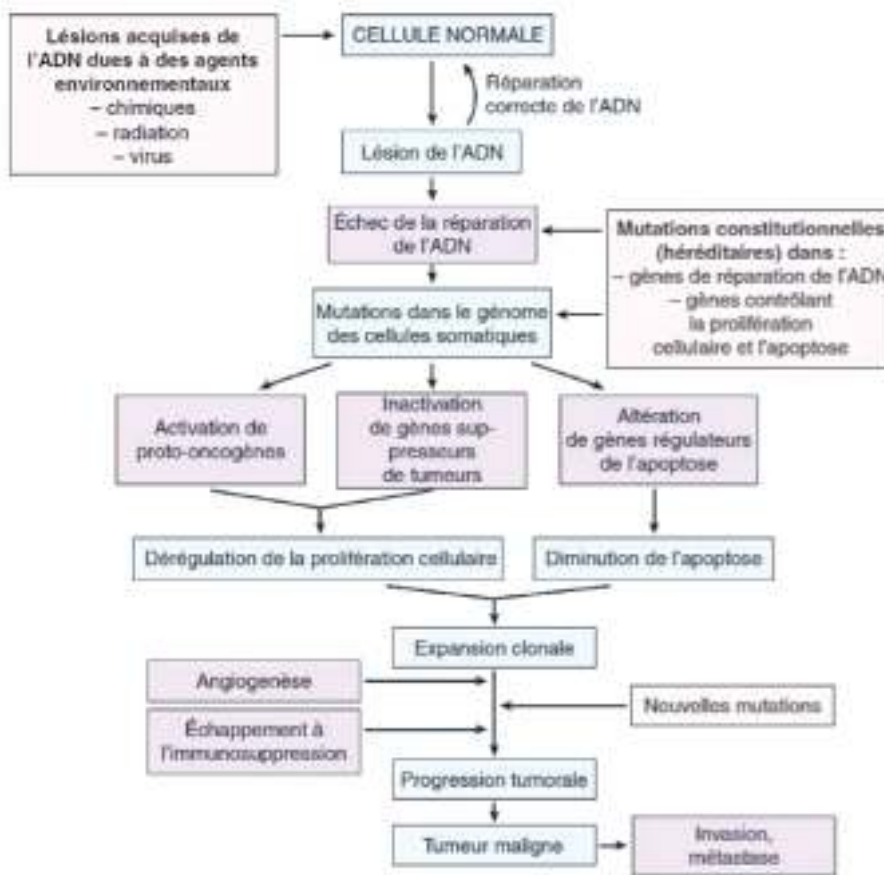 Lésions acquises de
l'ADN dues à des agents
environnementaux
– chimiques
– radiation
– virus
CELLULE NORMALE
Réparation
correcte de l'ADN
Lésion de l'ADN
Échec de la réparation
de l'ADN
Mutations constitutionnelles
(héréditaires) dans :
– gènes de réparation de l'ADN
– gènes contrôlant
la prolifération
cellulaire et l'apoptose
Mutations dans le génome
des cellules somatiques
Activation de
proto-oncogènes
Inactivation
de gènes sup-
presseurs
de tumeurs
Altération
de gènes régulateurs
de l'apoptose
Dérégulation de la prolifération cellulaire
Diminution de l'apoptose
Expansion clonale
Angiogenèse
Nouvelles mutations
Échappement à
l'immunosuppression
Progression tumorale
Tumeur maligne
Invasion,
métastase